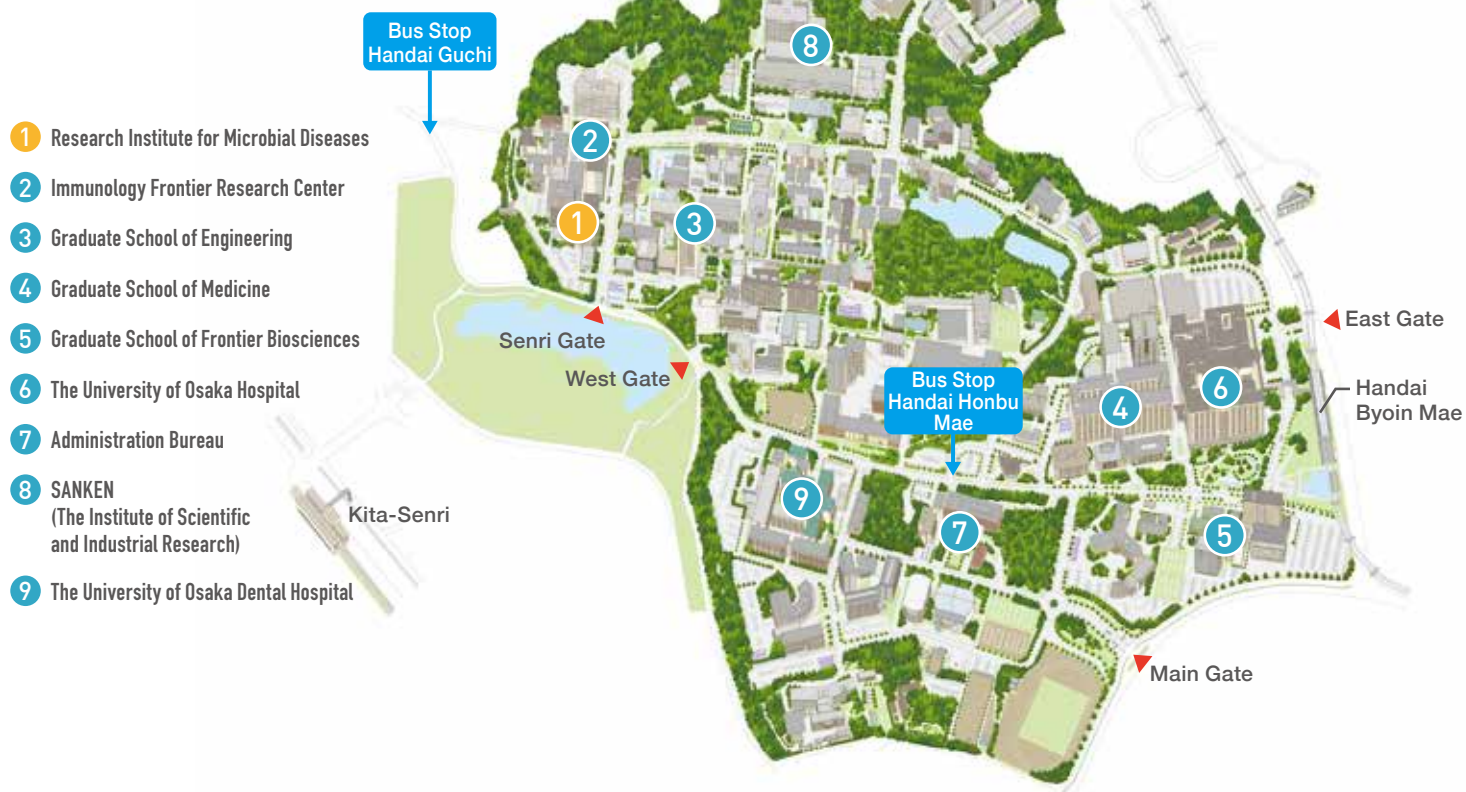 Bus Stop
Handai Guchi
1 Research Institute for Microbial Diseases
2 Immunology Frontier Research Center
3 Graduate School of Engineering
4 Graduate School of Medicine
5 Graduate School of Frontier Biosciences
6 The University of Osaka Hospital
7 Administration Bureau
8 SANKEN
(The Institute of Scientific
and Industrial Research)
9 The University of Osaka Dental Hospital
8
2
1
3
Senri Gate
West Gate
East Gate
Bus Stop
Handai Honbu
Mae
4
6
Handai
Byoin Mae
Kita-Senri
9
7
5
Main Gate